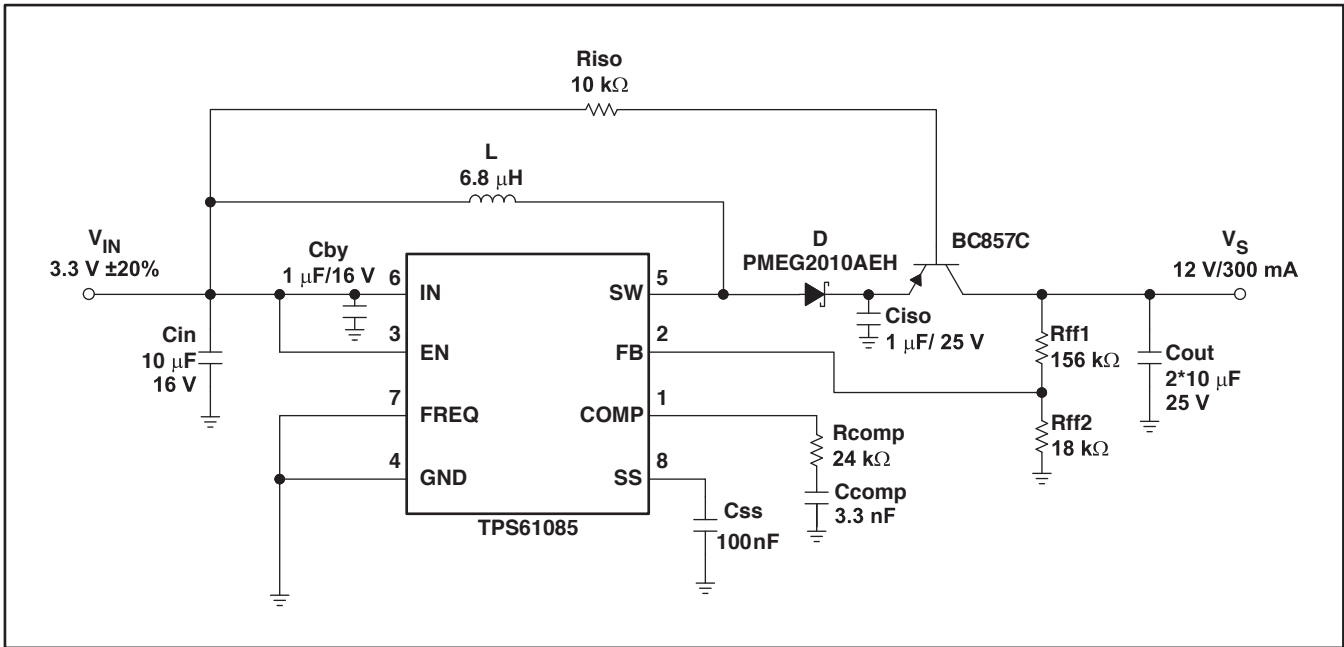 Riso
10 kΩ
L
6.8 μH
VIN
3.3 V ±20%
Cby
1 μF/16 V
Cin
10 μF
16 V
6
IN
3
EN
7
FREQ
4
GND
SW
5
FB
2
COMP
1
SS
8
TPS61085
D
PMEG2010AEH
BC857C
Ciso
1 μF/ 25 V
VS
12 V/300 mA
Rff1
156 kΩ
Cout
2*10 μF
25 V
Rff2
18 kΩ
Rcomp
24 kΩ
Ccomp
3.3 nF
Css
100nF